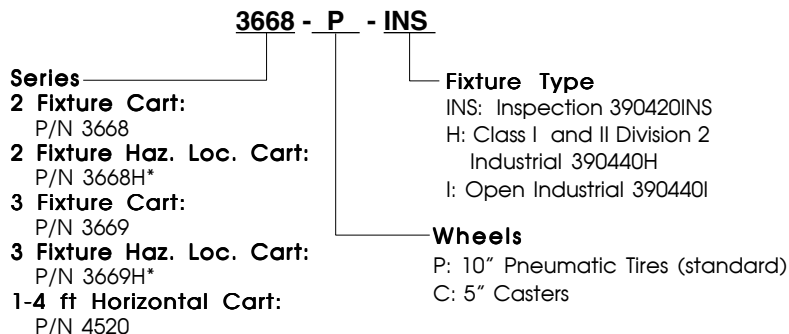 3668 - P - INS
Series
2 Fixture Cart:
P/N 3668
2 Fixture Haz. Loc. Cart:
P/N 3668H*
3 Fixture Cart:
P/N 3669
3 Fixture Haz. Loc. Cart:
P/N 3669H*
1-4 ft Horizontal Cart:
P/N 4520
Fixture Type
INS: Inspection 390420INS
H: Class I and II Division 2
Industrial 390440H
I: Open Industrial 390440I
Wheels
P: 10" Pneumatic Tires (standard)
C: 5" Casters